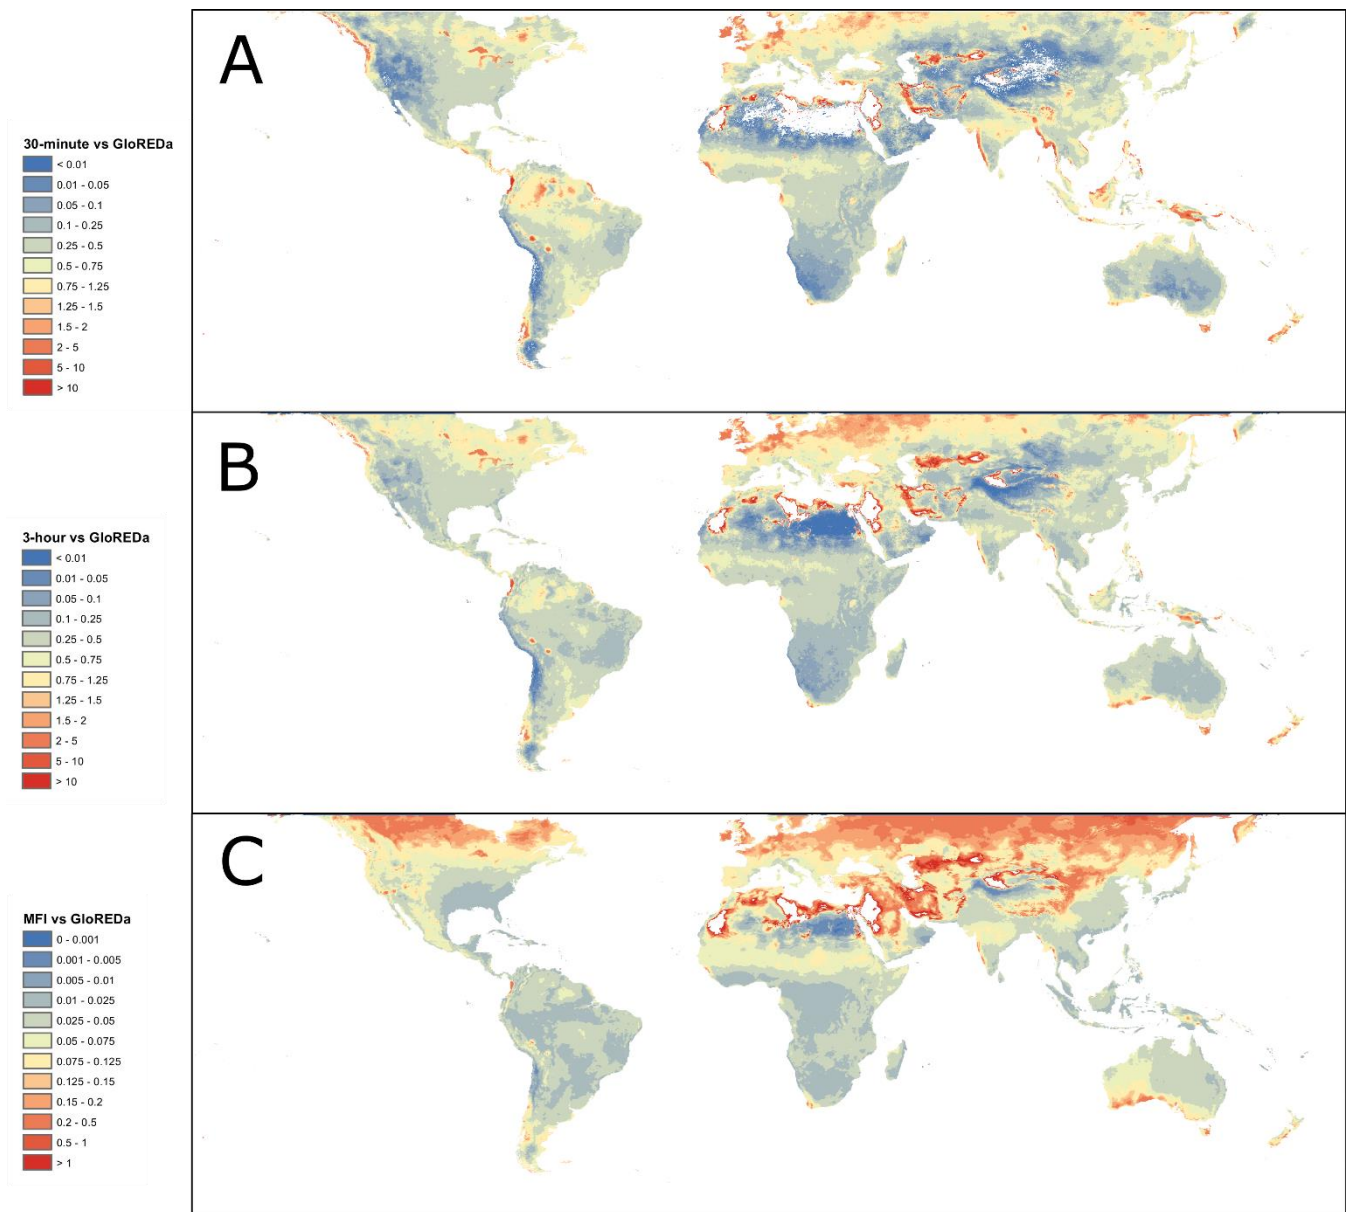 A
30-minute vs GloREDa
< 0.01
0.01 - 0.05
0.05 - 0.1
0.1 - 0.25
0.25 - 0.5
0.5 - 0.75
0.75 - 1.25
1.25 - 1.5
1.5 - 2
2 - 5
5 - 10
> 10
B
3-hour vs GloREDa
< 0.01
0.01 - 0.05
0.05 - 0.1
0.1 - 0.25
0.25 - 0.5
0.5 - 0.75
0.75 - 1.25
1.25 - 1.5
1.5 - 2
2 - 5
5 - 10
> 10
C
MFI vs GloREDa
0 - 0.001
0.001 - 0.005
0.005 - 0.01
0.01 - 0.025
0.025 - 0.05
0.05 - 0.075
0.075 - 0.125
0.125 - 0.15
0.15 - 0.2
0.2 - 0.5
0.5 - 1
> 1